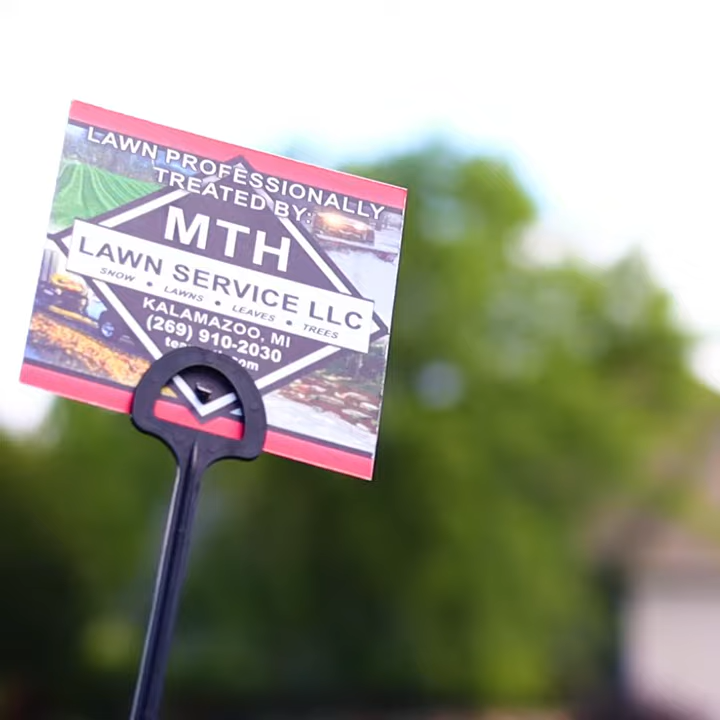 LAWN PROFESSIONALLY
TREATED BY:
MTH
LAWN SERVICE LLC
SNOW • LAWNS • LEAVES • TREES
KALAMAZOO, MI
(269) 910-2030